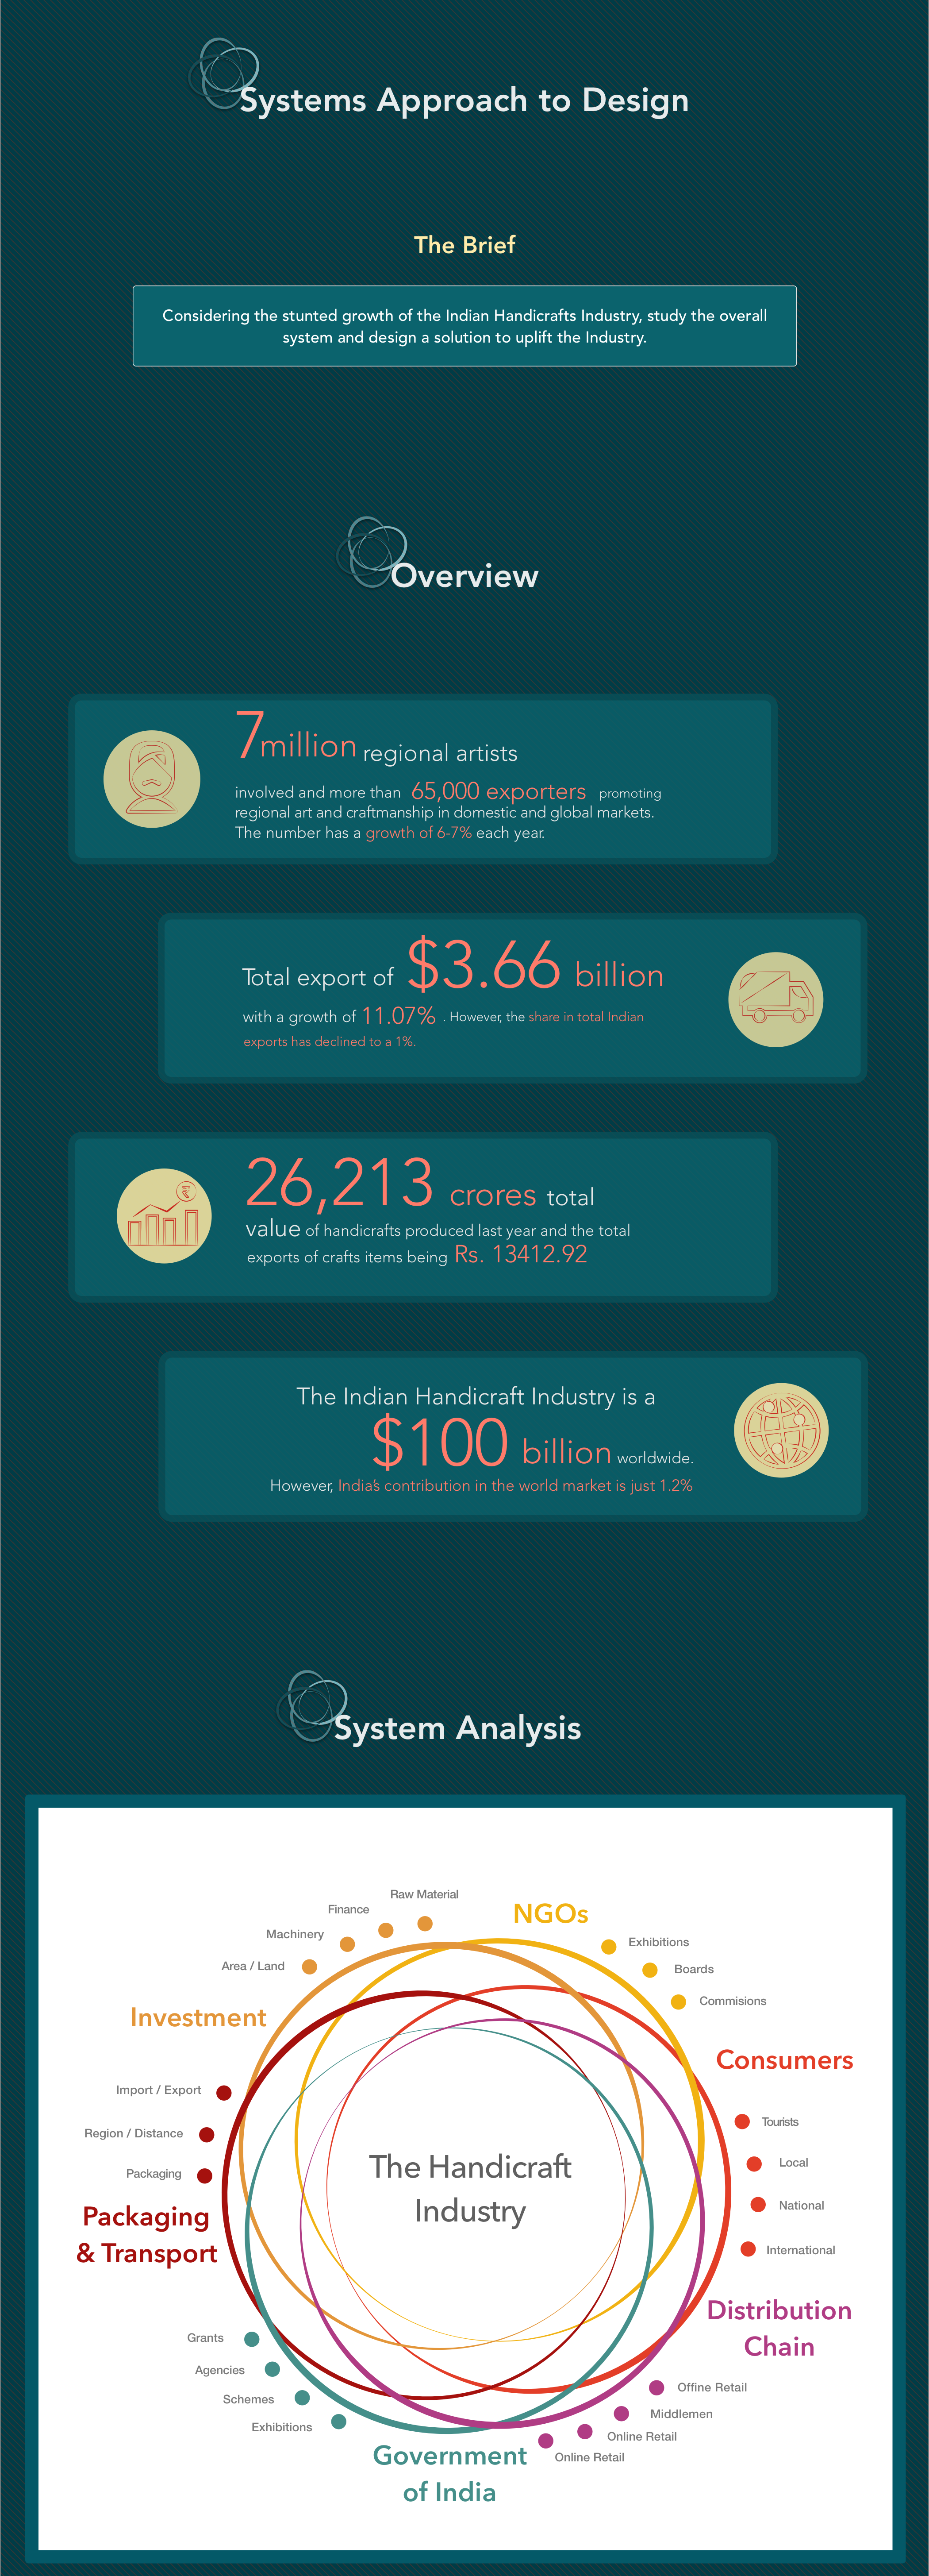 Systems Approach to Design
The Brief
Considering the stunted growth of the Indian Handicrafts Industry, study the overall
system and design a solution to uplift the Industry.
Overview
7 million regional artists
involved and more than 65,000 exporters promoting
regional art and craftmanship in domestic and global markets.
The number has a growth of 6-7% each year.
Total export of $3.66 billion
with a growth of 11.07% . However, the share in total Indian
exports has declined to a 1%.
₹
26,213 crores total
value of handicrafts produced last year and the total
exports of crafts items being Rs. 13412.92
The Indian Handicraft Industry is a
$100 billion worldwide.
However, India's contribution in the world market is just 1.2%
System Analysis
Raw Material
Finance
Machinery
Area / Land
Investment
NGOs
Exhibitions
Boards
Commisions
Consumers
Tourists
Local
National
International
Import / Export
Region / Distance
Packaging
Packaging
& Transport
The Handicraft
Industry
Distribution
Chain
Offine Retail
Middlemen
Online Retail
Online Retail
Grants
Agencies
Schemes
Exhibitions
Government
of India